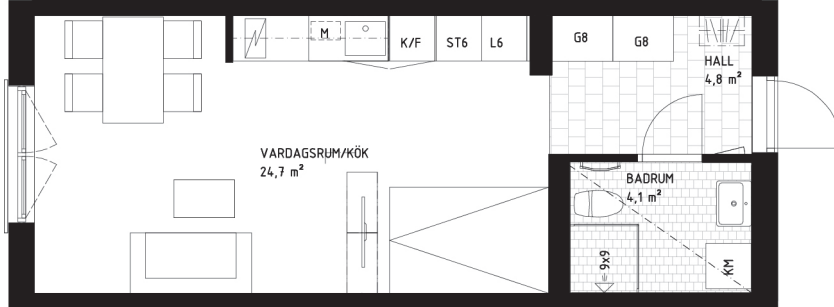 M
K/F
ST6
L6
G8
G8
HALL
4,8 m²
VARDAGSRUM/KÖK
24,7 m²
BADRUM
4,1 m²
9x9
KM